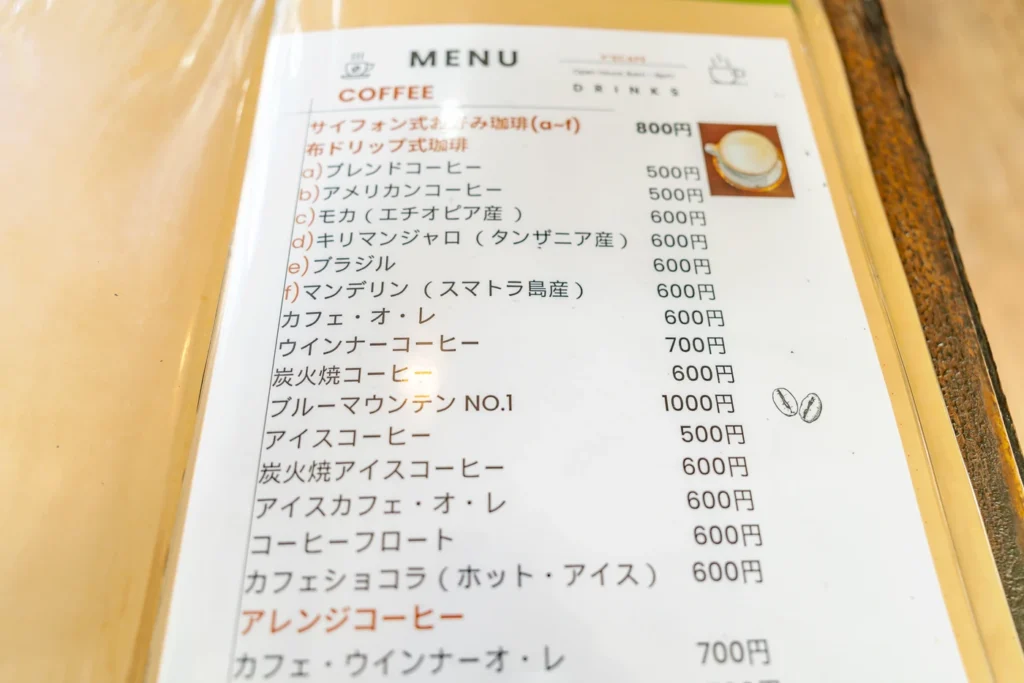 MENU
Open Hours 8am - 6pm
DRINKS
COFFEE
サイフォン式お好み珈琲(a~f) 800円
布ドリップ式珈琲
a)ブレンドコーヒー 500円
b)アメリカンコーヒー 500円
c)モカ(エチオピア産 ) 600円
d)キリマンジャロ (タンザニア産) 600円
e)ブラジル 600円
f)マンデリン (スマトラ島産) 600円
カフェ・オ・レ 600円
ウインナーコーヒー 700円
炭火焼コーヒー 600円
ブルーマウンテン NO.1 1000円
アイスコーヒー 500円
炭火焼アイスコーヒー 600円
アイスカフェ・オ・レ 600円
コーヒーフロート 600円
カフェショコラ(ホット・アイス) 600円
アレンジコーヒー
カフェ・ウインナーオ・レ 700円